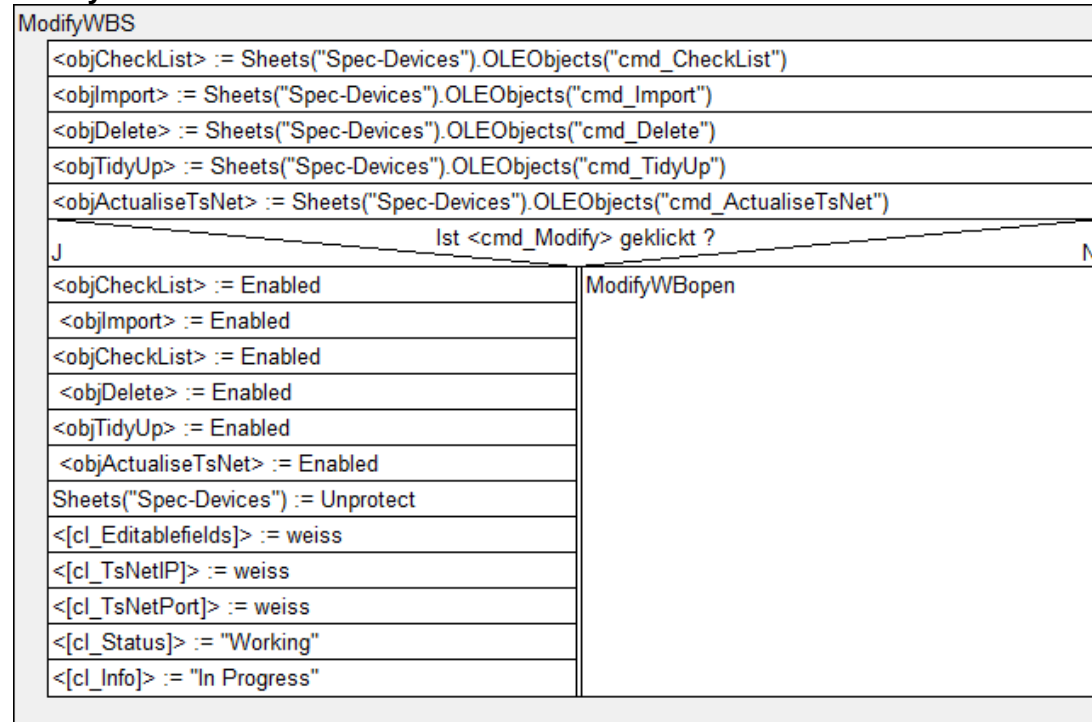 ModifyWBS
<objCheckList> := Sheets("Spec-Devices").OLEObjects("cmd_CheckList")
<objImport> := Sheets("Spec-Devices").OLEObjects("cmd_Import")
<objDelete> := Sheets("Spec-Devices").OLEObjects("cmd_Delete")
<objTidyUp> := Sheets("Spec-Devices").OLEObjects("cmd_TidyUp")
<objActualiseTsNet> := Sheets("Spec-Devices").OLEObjects("cmd_ActualiseTsNet")
Ist <cmd_Modify> geklickt ?
J
N
<objCheckList> := Enabled
<objImport> := Enabled
<objCheckList> := Enabled
<objDelete> := Enabled
<objTidyUp> := Enabled
<objActualiseTsNet> := Enabled
Sheets("Spec-Devices") := Unprotect
<[cl_Editablefields]> := weiss
<[cl_TsNetIP]> := weiss
<[cl_TsNetPort]> := weiss
<[cl_Status]> := "Working"
<[cl_Info]> := "In Progress"
ModifyWBopen